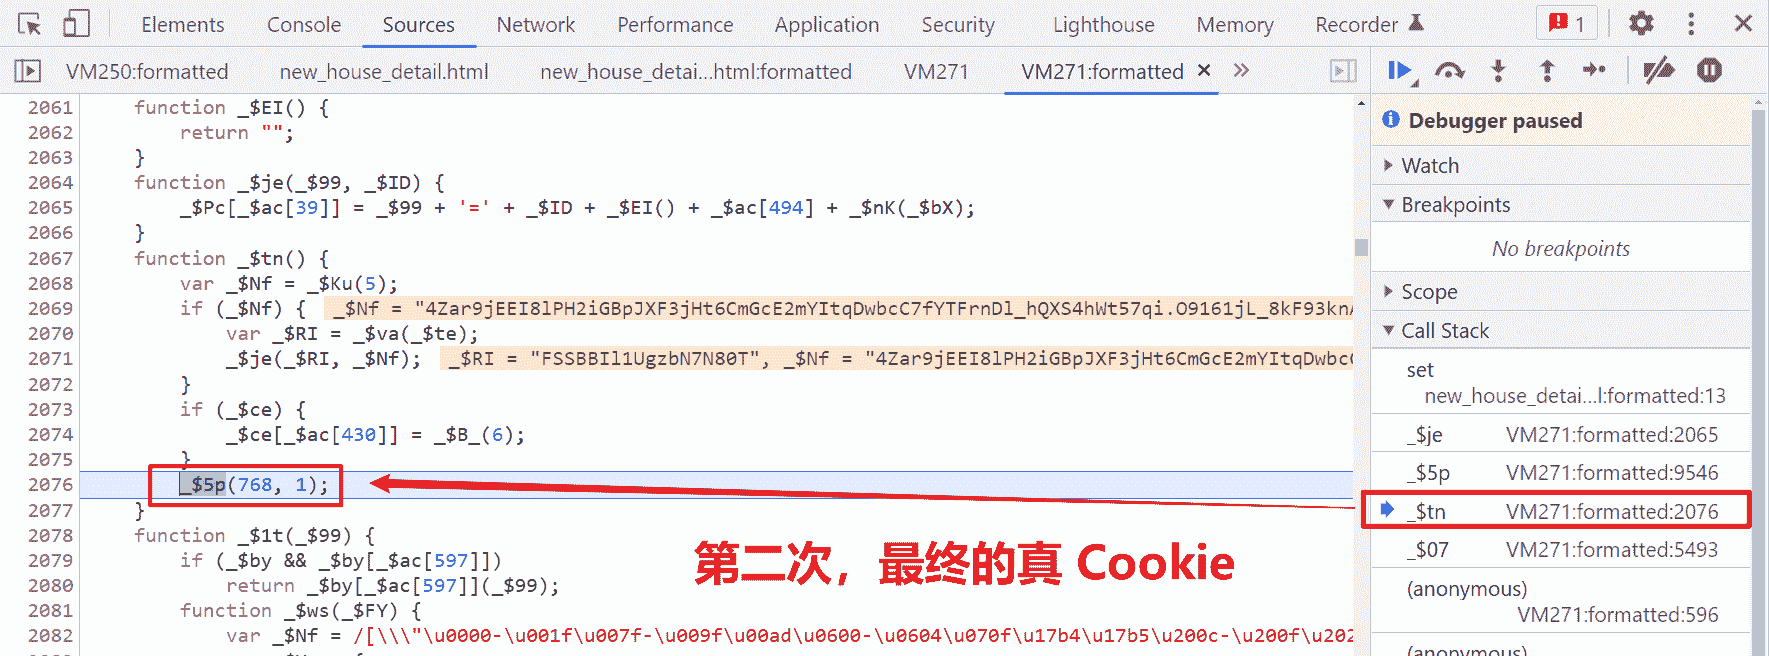 Elements Console Sources Network Performance Application Security Lighthouse Memory Recorder 1
VM250:formatted new_house_detail.html new_house_detai...html:formatted VM271 VM271:formatted
2061 function _$EI() {
2062 return "";
2063 }
2064 function _$je(_$99, _$ID) {
2065 _$Pc[_$ac[39]] = _$99 + '=' + _$ID + _$EI() + _$ac[494] + _$nK(_$bX);
2066 }
2067 function _$tn() {
2068 var _$Nf = _$Ku(5);
2069 if (_$Nf) { _$Nf = "4Zar9jEEI8lPH2iGBpJXF3jHt6CmGcE2mYItqDwbcC7fYTFrnDl_hQXS4hWt57qi.O9161jL_8kF93knA
2070 var _$RI = _$va(_$te);
2071 _$je(_$RI, _$Nf); _$RI = "FSSBBIl1UgzbN7N80T", _$Nf = "4Zar9jEEI8lPH2iGBpJXF3jHt6CmGcE2mYItqDwbcC
2072 }
2073 if (_$ce) {
2074 _$ce[_$ac[430]] = _$B_(6);
2075 }
2076 _$5p(768, 1);
2077 }
2078 function _$1t(_$99) {
2079 if (_$by && _$by[_$ac[597]])
2080 return _$by[_$ac[597]](_$99);
2081 function _$ws(_$FY) {
2082 var _$Nf = /[\\\"\u0000-\u001f\u007f-\u009f\u00ad\u0600-\u0604\u070f\u17b4\u17b5\u200c-\u200f\u202
第二次，最终的真 Cookie
Debugger paused
Watch
Breakpoints
No breakpoints
Scope
Call Stack
set
new_house_detai...l:formatted:13
_$je VM271:formatted:2065
_$5p VM271:formatted:9546
_$tn VM271:formatted:2076
_$07 VM271:formatted:5493
(anonymous)
VM271:formatted:596
(anonymous)